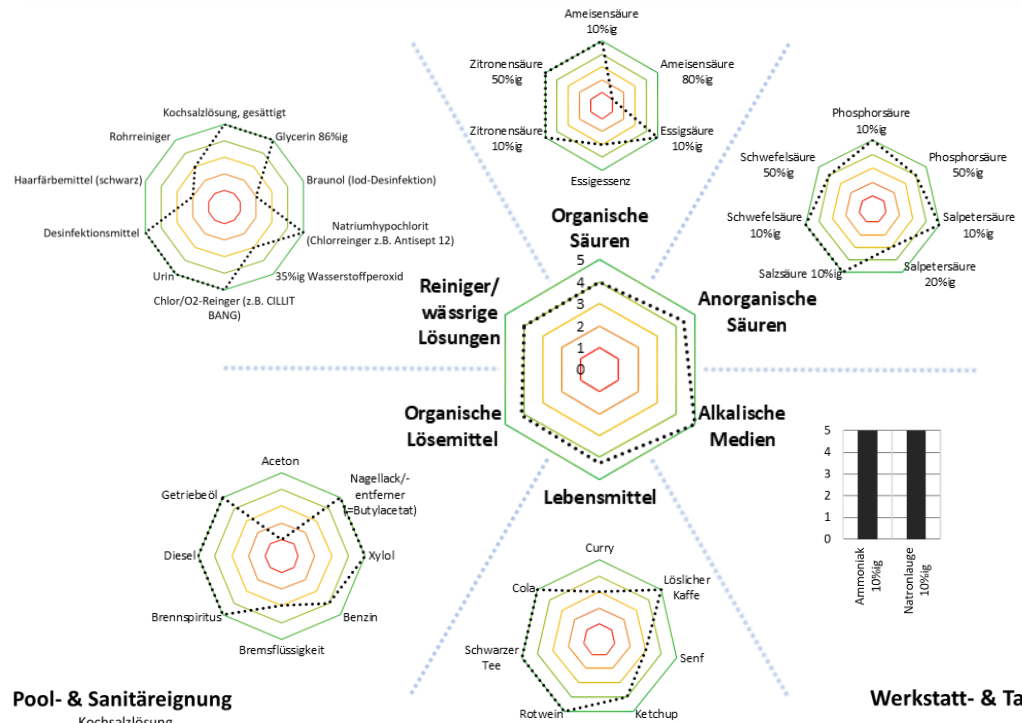 Ameisensäure
10%ig
Zitronensäure
50%ig
Ameisensäure
80%ig
Zitronensäure
10%ig
Essigsäure
10%ig
Essigessenz
Kochsalzlösung, gesättigt
Rohrreiniger
Glycerin 86%ig
Haarfärbemittel (schwarz)
Braunol (Iod-Desinfektion)
Desinfektionsmittel
Natriumhypochlorit
(Chlorreiniger z.B. Antisept 12)
Urin
35%ig Wasserstoffperoxid
Chlor/O2-Reinger (z.B. CILLIT
BANG)
Phosphorsäure
10%ig
Schwefelsäure
50%ig
Phosphorsäure
50%ig
Schwefelsäure
10%ig
Salpetersäure
10%ig
Salzsäure 10%ig
Salpetersäure
20%ig
Organische
Säuren
Reiniger/
wässrige
Lösungen
Anorganische
Säuren
5
4
3
2
1
0
Organische
Lösemittel
Alkalische
Medien
Lebensmittel
Aceton
Getriebeöl
Nagellack/-
entferner
(=Butylacetat)
Diesel
Xylol
Brennspiritus
Benzin
Bremsflüssigkeit
Curry
Cola
Löslicher
Kaffe
Schwarzer
Tee
Senf
Rotwein
Ketchup
5
4
3
2
1
0
Ammoniak
10%ig
Natronlauge
10%ig
Pool- & Sanitäreignung
Kochsalzlösung
Werkstatt- & Ta